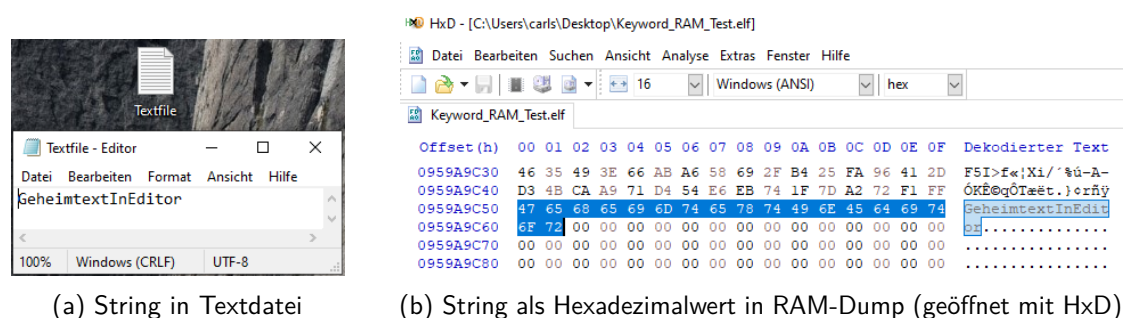 Textfile
Textfile - Editor
Datei Bearbeiten Format Ansicht Hilfe
GeheimtextInEditor
100% Windows (CRLF) UTF-8
(a) String in Textdatei
HxD - [C:\Users\carls\Desktop\Keyword_RAM_Test.elf]
Datei Bearbeiten Suchen Ansicht Analyse Extras Fenster Hilfe
16 Windows (ANSI) hex
Keyword_RAM_Test.elf
Offset(h) 00 01 02 03 04 05 06 07 08 09 0A 0B 0C 0D 0E 0F Dekodierter Text
0959A9C30 46 35 49 3E 66 AB A6 58 69 2F B4 25 FA 96 41 2D F5I>f«¦Xi/´%ú–A-
0959A9C40 D3 4B CA A9 71 D4 54 E6 EB 74 1F 7D A2 72 F1 FF ÓKÊ©qÔTæët.}¢rñÿ
0959A9C50 47 65 68 65 69 6D 74 65 78 74 49 6E 45 64 69 74 GeheimtextInEdit
0959A9C60 6F 72 00 00 00 00 00 00 00 00 00 00 00 00 00 00 or..............
0959A9C70 00 00 00 00 00 00 00 00 00 00 00 00 00 00 00 00 ................
0959A9C80 00 00 00 00 00 00 00 00 00 00 00 00 00 00 00 00 ................
(b) String als Hexadezimalwert in RAM-Dump (geöffnet mit HxD)